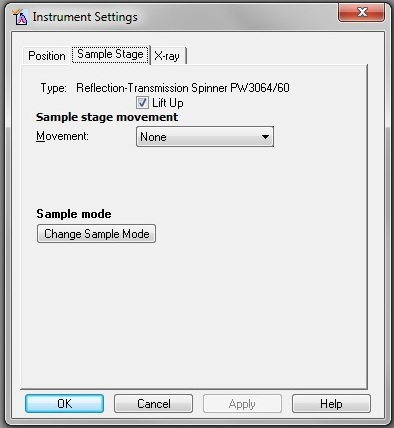 Instrument Settings
Position Sample Stage X-ray
Type: Reflection-Transmission Spinner PW3064/60
Lift Up
Sample stage movement
Movement: None
Sample mode
Change Sample Mode
OK Cancel Apply Help